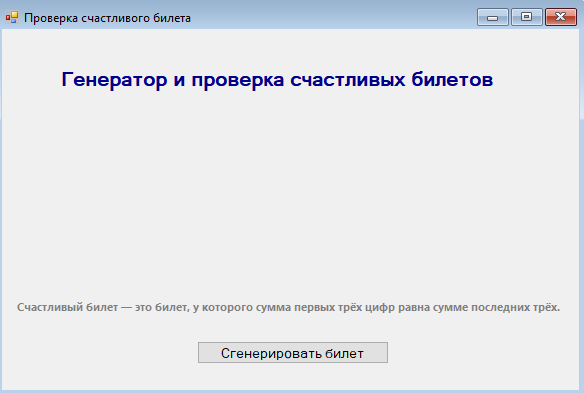 Проверка счастливого билета
Генератор и проверка счастливых билетов
Счастливый билет — это билет, у которого сумма первых трёх цифр равна сумме последних трёх.
Сгенерировать билет